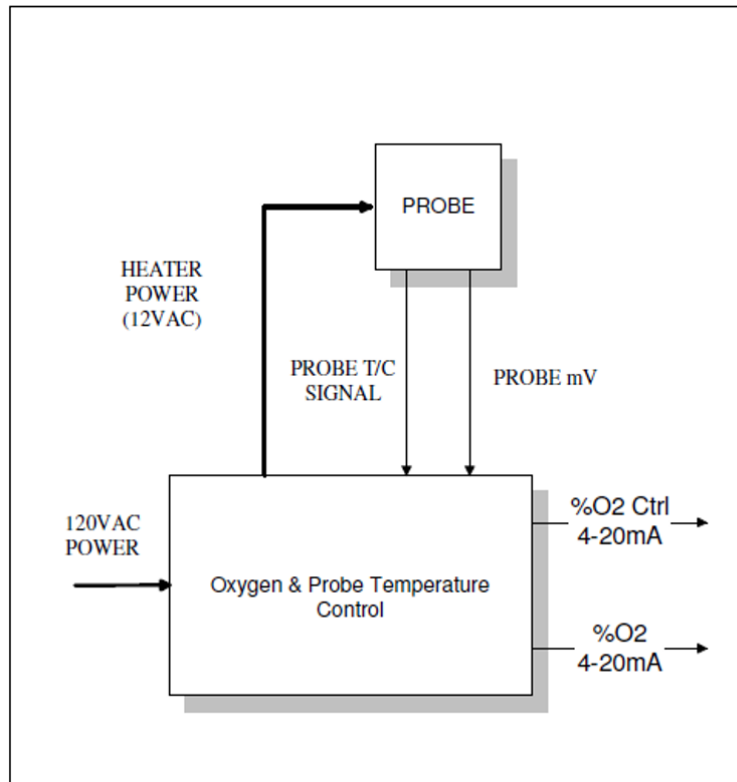 PROBE
HEATER
POWER
(12VAC)
PROBE T/C
SIGNAL
PROBE mV
120VAC
POWER
Oxygen & Probe Temperature
Control
%O2 Ctrl
4-20mA
%O2
4-20mA